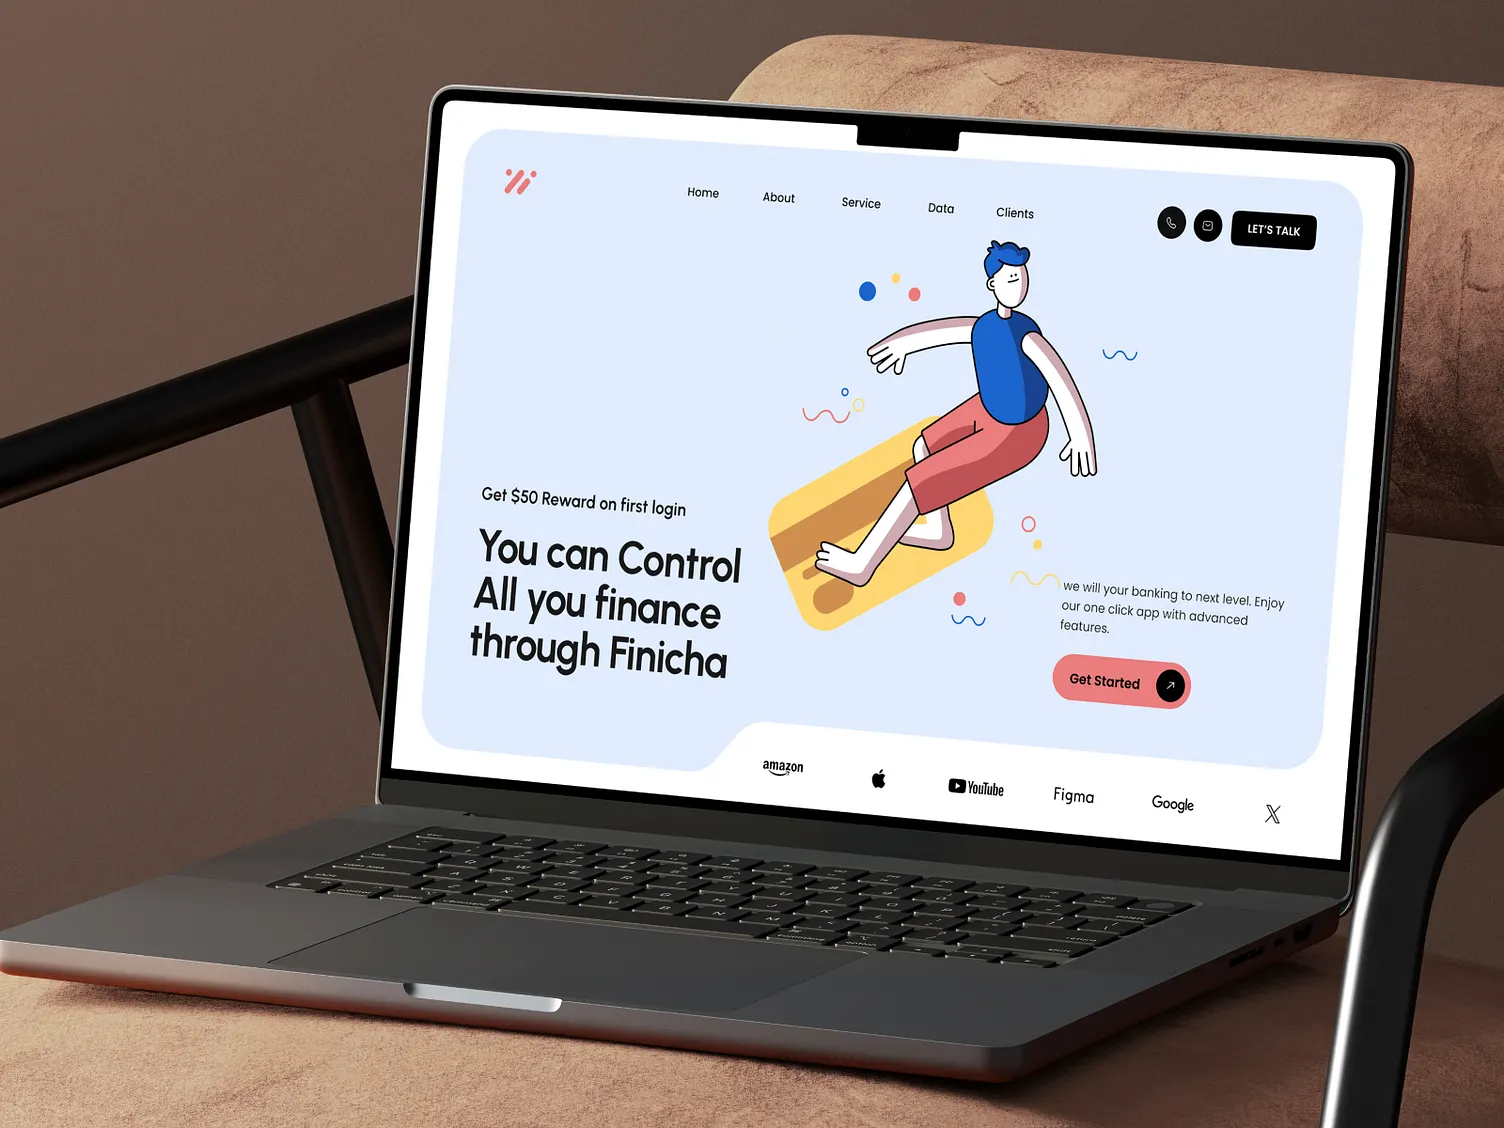 Home
About
Service
Data
Clients
LET'S TALK
Get $50 Reward on first login
You can Control
All you finance
through Finicha
we will your banking to next level. Enjoy
our one click app with advanced
features.
Get Started
amazon
YouTube
Figma
Google
X